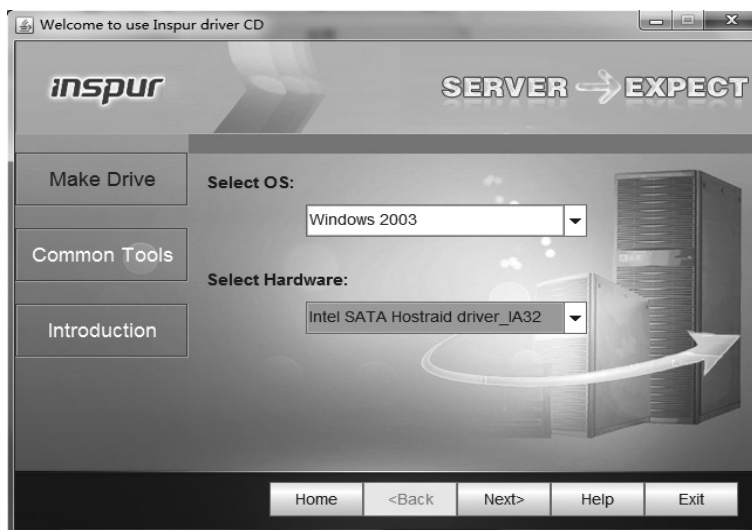 Welcome to use Inspur driver CD
inspur
SERVER EXPECT
Make Drive
Select OS:
Windows 2003
Common Tools
Select Hardware:
Intel SATA Hostraid driver_IA32
Introduction
Home
<Back
Next>
Help
Exit